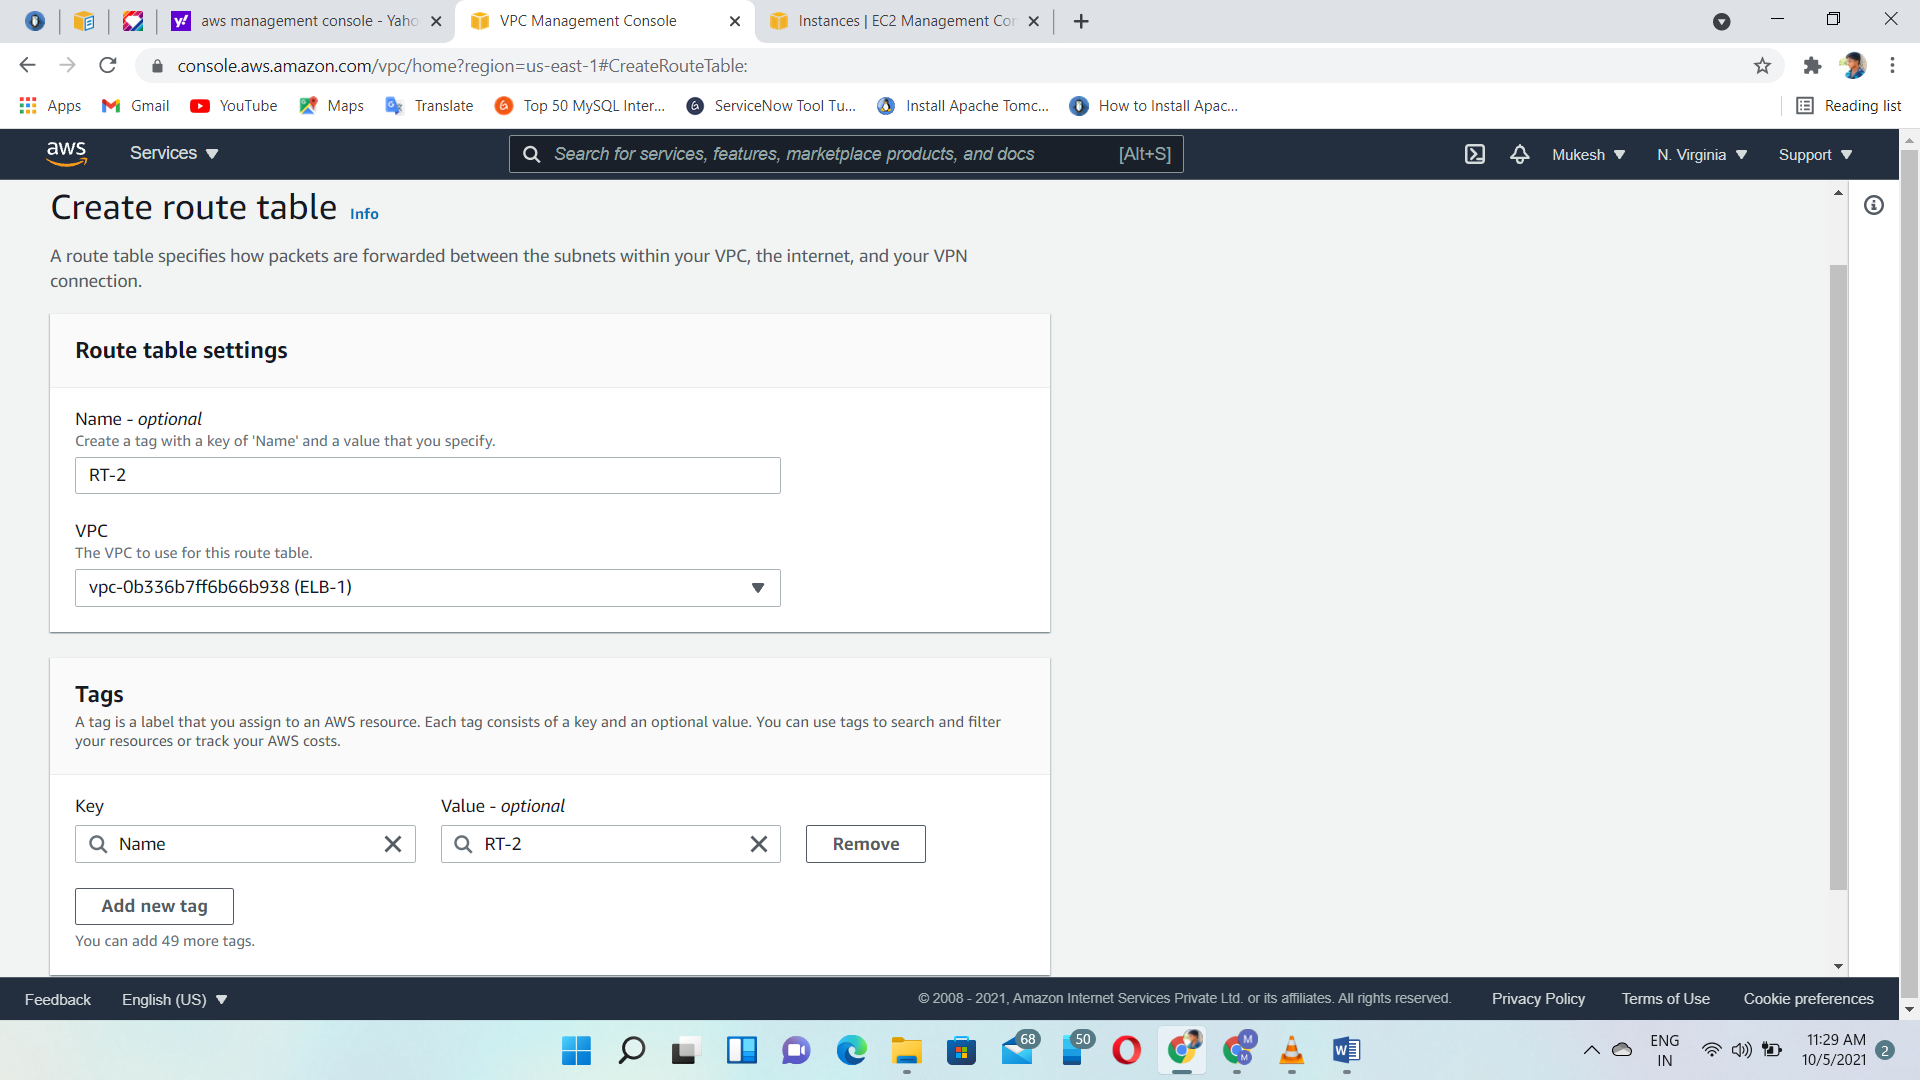 aws management console - Yaho
VPC Management Console
Instances | EC2 Management Co
console.aws.amazon.com/vpc/home?region=us-east-1#CreateRouteTable:
Apps
Gmail
YouTube
Maps
Translate
Top 50 MySQL Inter...
ServiceNow Tool Tu...
Install Apache Tomc...
How to Install Apac...
Reading list
aws
Services
Search for services, features, marketplace products, and docs
[Alt+S]
Mukesh
N. Virginia
Support
Create route table Info
A route table specifies how packets are forwarded between the subnets within your VPC, the internet, and your VPN
connection.
Route table settings
Name - optional
Create a tag with a key of 'Name' and a value that you specify.
RT-2
VPC
The VPC to use for this route table.
vpc-0b336b7ff6b66b938 (ELB-1)
Tags
A tag is a label that you assign to an AWS resource. Each tag consists of a key and an optional value. You can use tags to search and filter
your resources or track your AWS costs.
Key
Value - optional
Name
RT-2
Remove
Add new tag
You can add 49 more tags.
Feedback
English (US)
© 2008 - 2021, Amazon Internet Services Private Ltd. or its affiliates. All rights reserved.
Privacy Policy
Terms of Use
Cookie preferences
68
50
M
M
ENG
IN
11:29 AM
10/5/2021
2